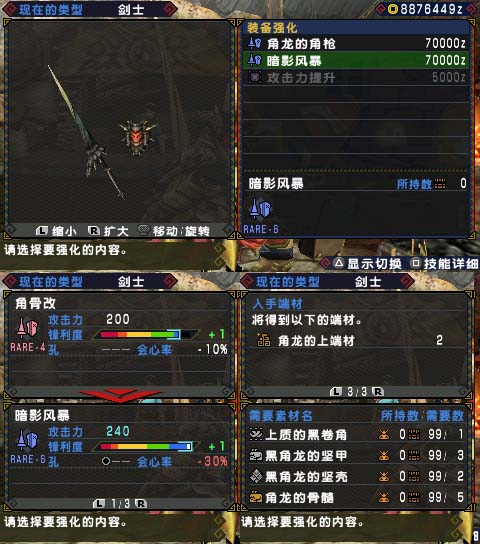 现在的类型 剑士
8876449z
装备强化
角龙的角枪 70000z
暗影风暴 70000z
攻击力提升 5000z
暗影风暴 所持数 0
RARE-6
L 缩小 R 扩大 移动/旋转
请选择要强化的内容。
△显示切换 □技能详细
现在的类型 剑士
角骨改
攻击力 200
锋利度 +1
RARE-4 孔 --- 会心率 -10%
暗影风暴
攻击力 240
锋利度 +1
RARE-6 孔 ○-- 会心率 -30%
L 1/3 R
请选择要强化的内容。
现在的类型 剑士
入手端材
将得到以下的端材。
角龙的上端材 2
L 3/3 R
需要素材名 所持数/需要数
上质的黑卷角 0 99/ 1
黑角龙的坚甲 0 99/ 3
黑角龙的坚壳 0 99/ 2
角龙的骨髓 0 99/ 5
请选择要强化的内容。